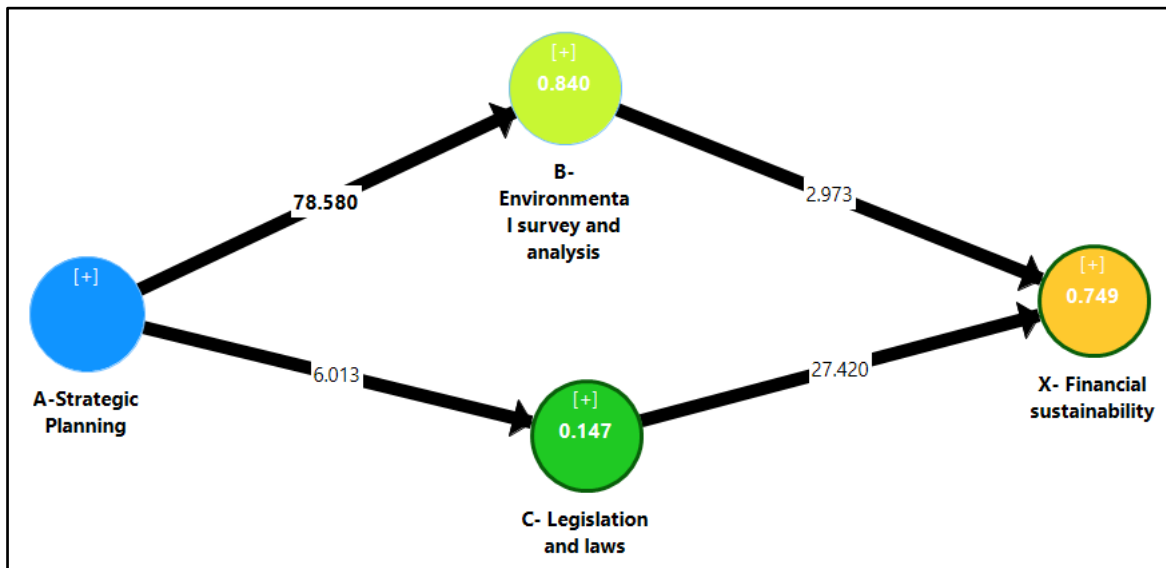 [+]
0.840
B-
Environmenta
l survey and
analysis
78.580
2.973
[+]
A-Strategic
Planning
[+]
0.749
X- Financial
sustainability
6.013
27.420
[+]
0.147
C- Legislation
and laws